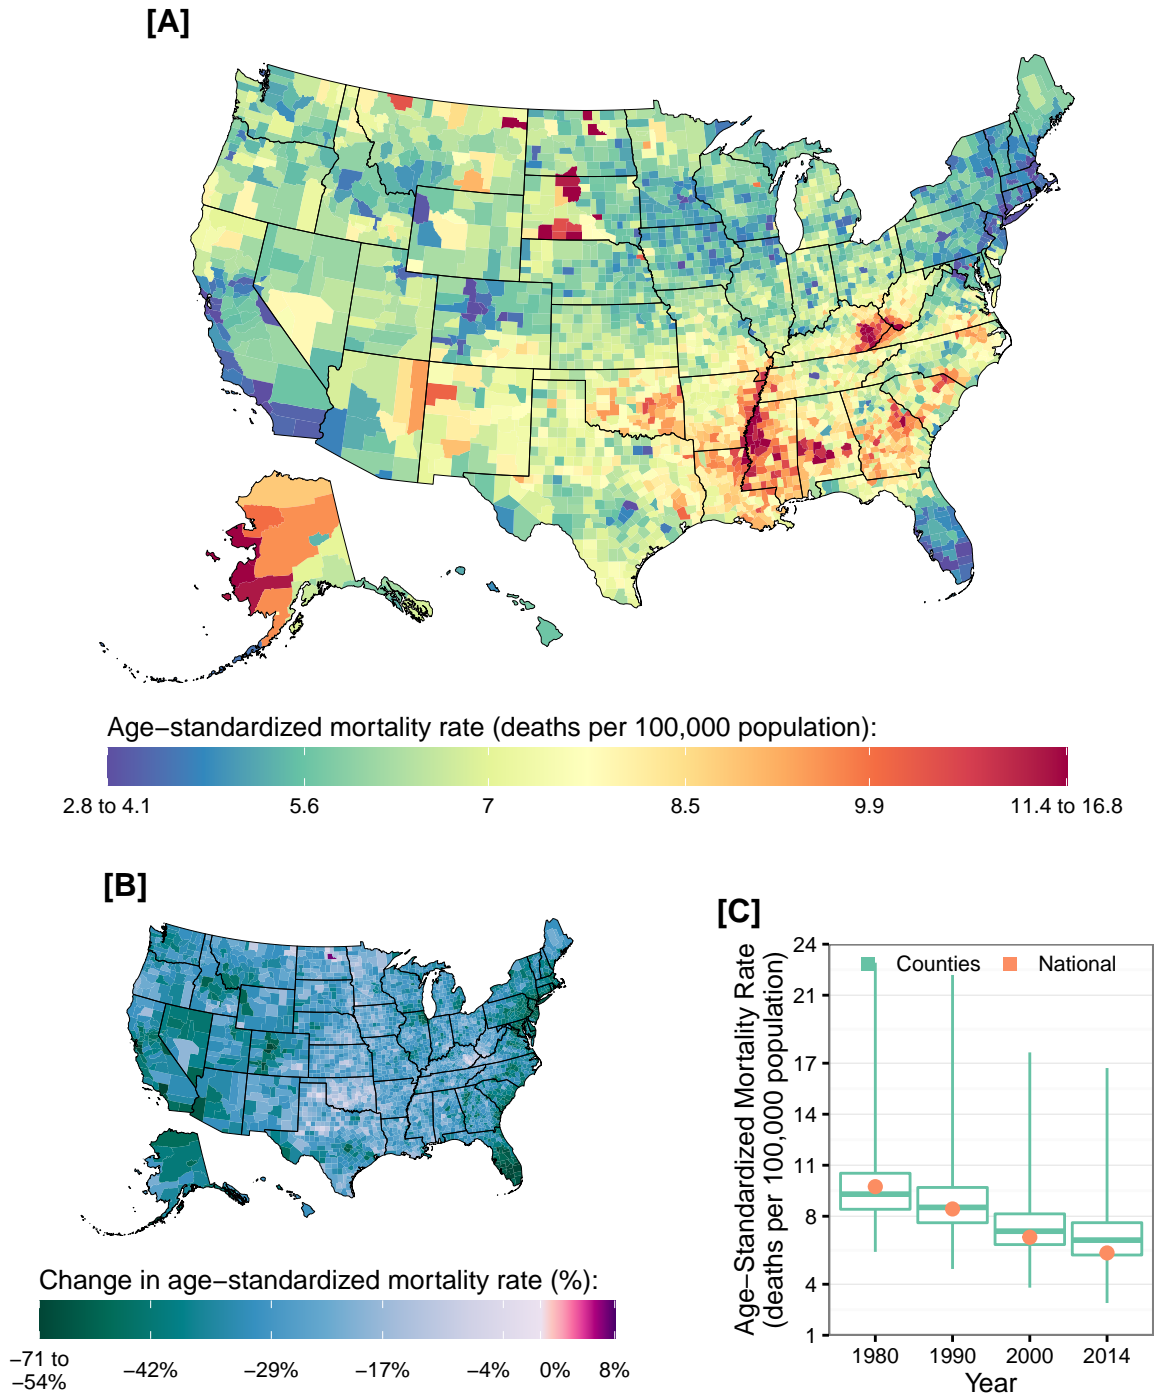 [A]
Age−standardized mortality rate (deaths per 100,000 population):
2.8 to 4.1 5.6 7 8.5 9.9 11.4 to 16.8
[B]
Change in age−standardized mortality rate (%):
−71 to
−54% −42% −29% −17% −4% 0% 8%
[C]
Age−Standardized Mortality Rate
(deaths per 100,000 population)
Counties National
24
21
17
14
11
8
4
1
1980 1990 2000 2014
Year